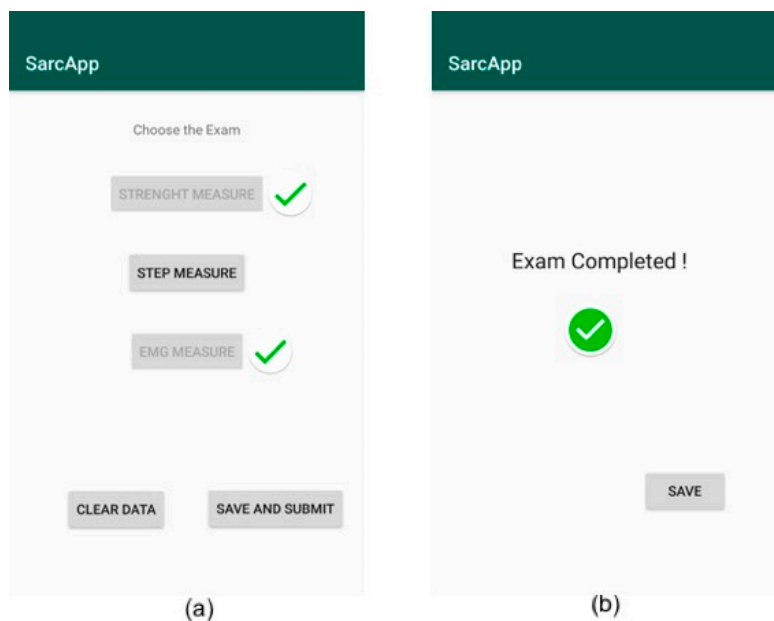 SarcApp
Choose the Exam
STRENGHT MEASURE
STEP MEASURE
EMG MEASURE
CLEAR DATA
SAVE AND SUBMIT
(a)
SarcApp
Exam Completed !
SAVE
(b)